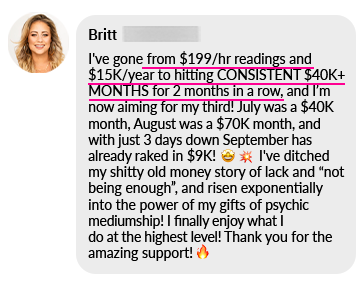 Britt
I've gone from $199/hr readings and
$15K/year to hitting CONSISTENT $40K+
MONTHS for 2 months in a row, and I'm
now aiming for my third! July was a $40K
month, August was a $70K month, and
with just 3 days down September has
already raked in $9K! 🤩 💥 I've ditched
my shitty old money story of lack and “not
being enough”, and risen exponentially
into the power of my gifts of psychic
mediumship! I finally enjoy what I
do at the highest level! Thank you for the
amazing support! 🔥